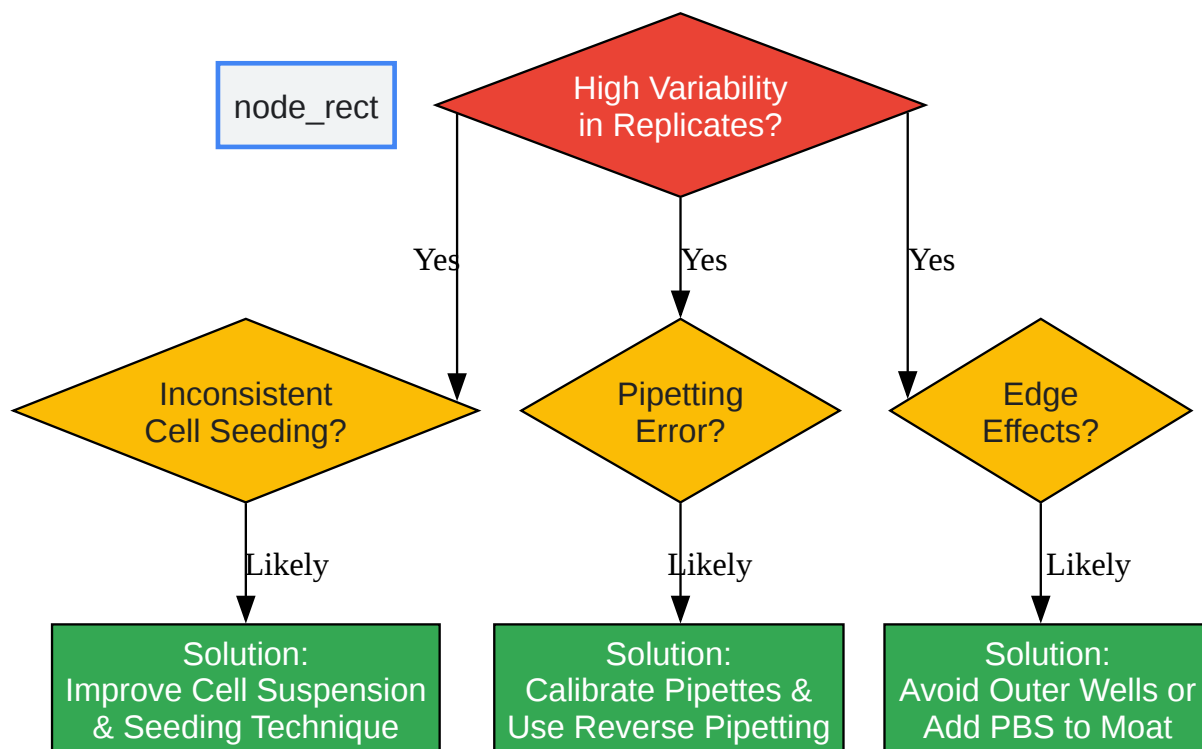 node_rect
High Variability
in Replicates?
Yes
Yes
Yes
Inconsistent
Cell Seeding?
Pipetting
Error?
Edge
Effects?
Likely
Likely
Likely
Solution:
Improve Cell Suspension
& Seeding Technique
Solution:
Calibrate Pipettes &
Use Reverse Pipetting
Solution:
Avoid Outer Wells or
Add PBS to Moat